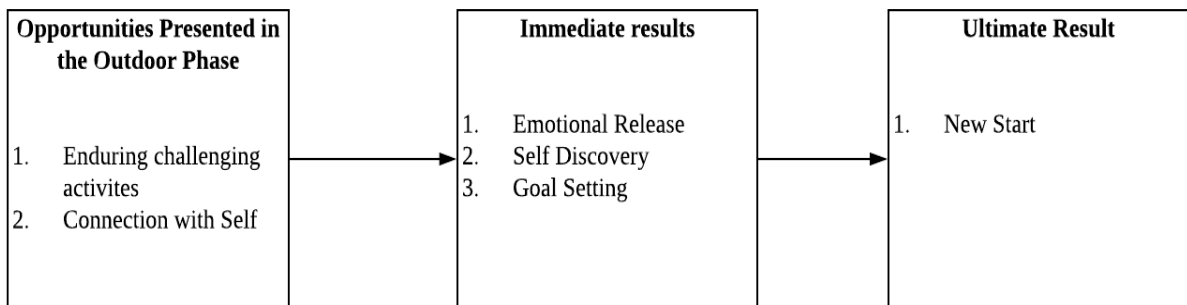 Opportunities Presented in
the Outdoor Phase
1. Enduring challenging
activites
2. Connection with Self
Immediate results
1. Emotional Release
2. Self Discovery
3. Goal Setting
Ultimate Result
1. New Start